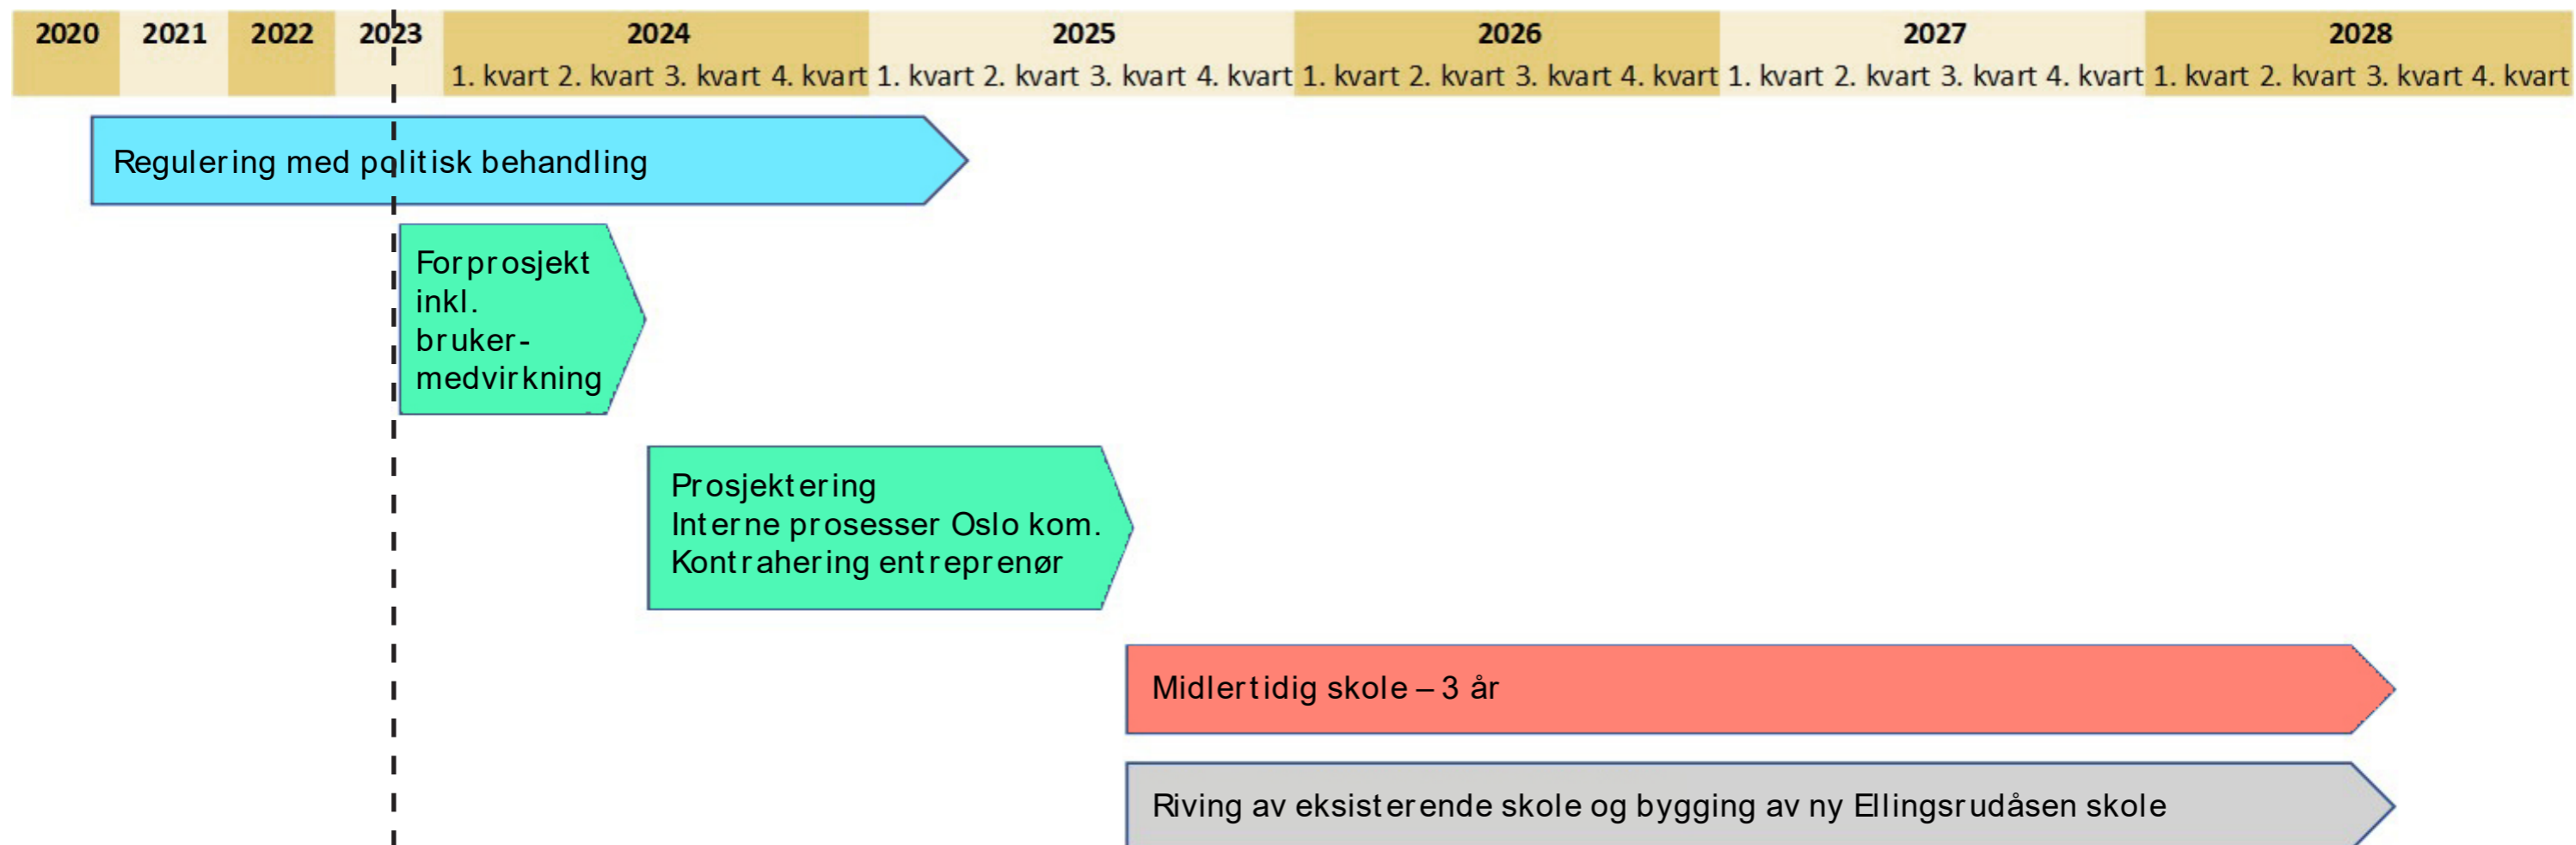 2020 2021 2022 2023 2024 2025 2026 2027 2028
1. kvart 2. kvart 3. kvart 4. kvart 1. kvart 2. kvart 3. kvart 4. kvart 1. kvart 2. kvart 3. kvart 4. kvart 1. kvart 2. kvart 3. kvart 4. kvart 1. kvart 2. kvart 3. kvart 4. kvart
Regulering med politisk behandling
Forprosjekt
inkl.
bruker-
medvirkning
Prosjektering
Interne prosesser Oslo kom.
Kontrahering entreprenør
Midlertidig skole – 3 år
Riving av eksisterende skole og bygging av ny Ellingsrudåsen skole